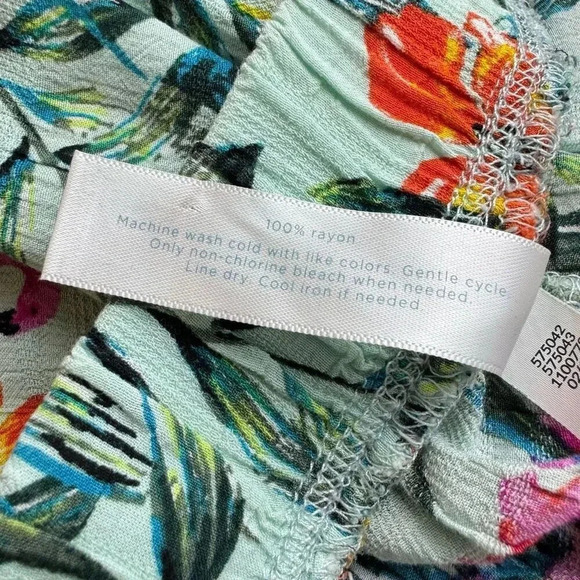 100% rayon
Machine wash cold with like colors. Gentle cycle.
Only non-chlorine bleach when needed.
Line dry. Cool iron if needed.
575042
575043